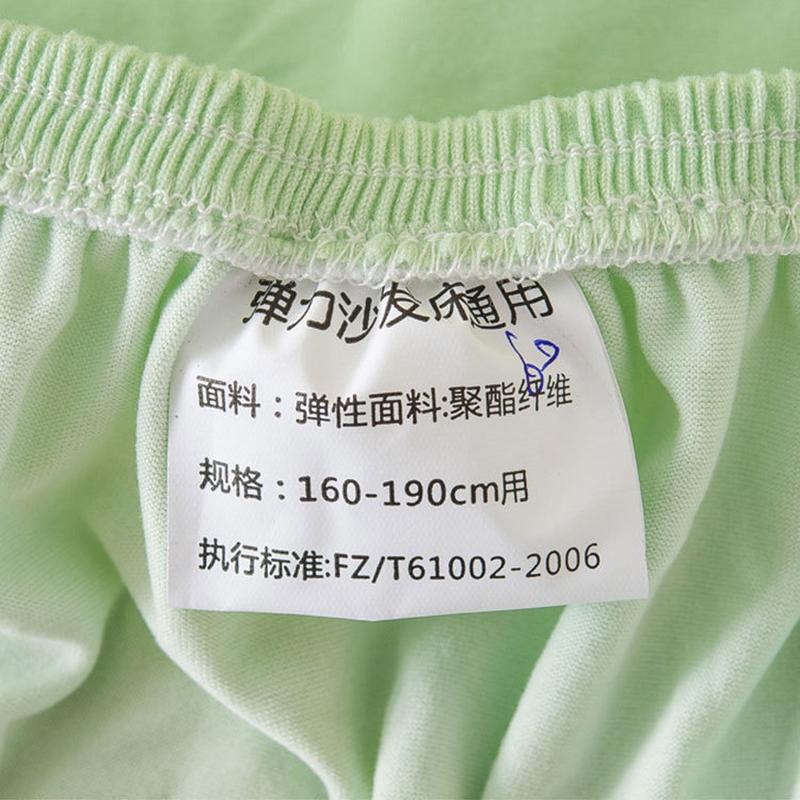 弹力沙发床通用
面料：弹性面料:聚酯纤维
规格：160-190cm用
执行标准:FZ/T61002-2006